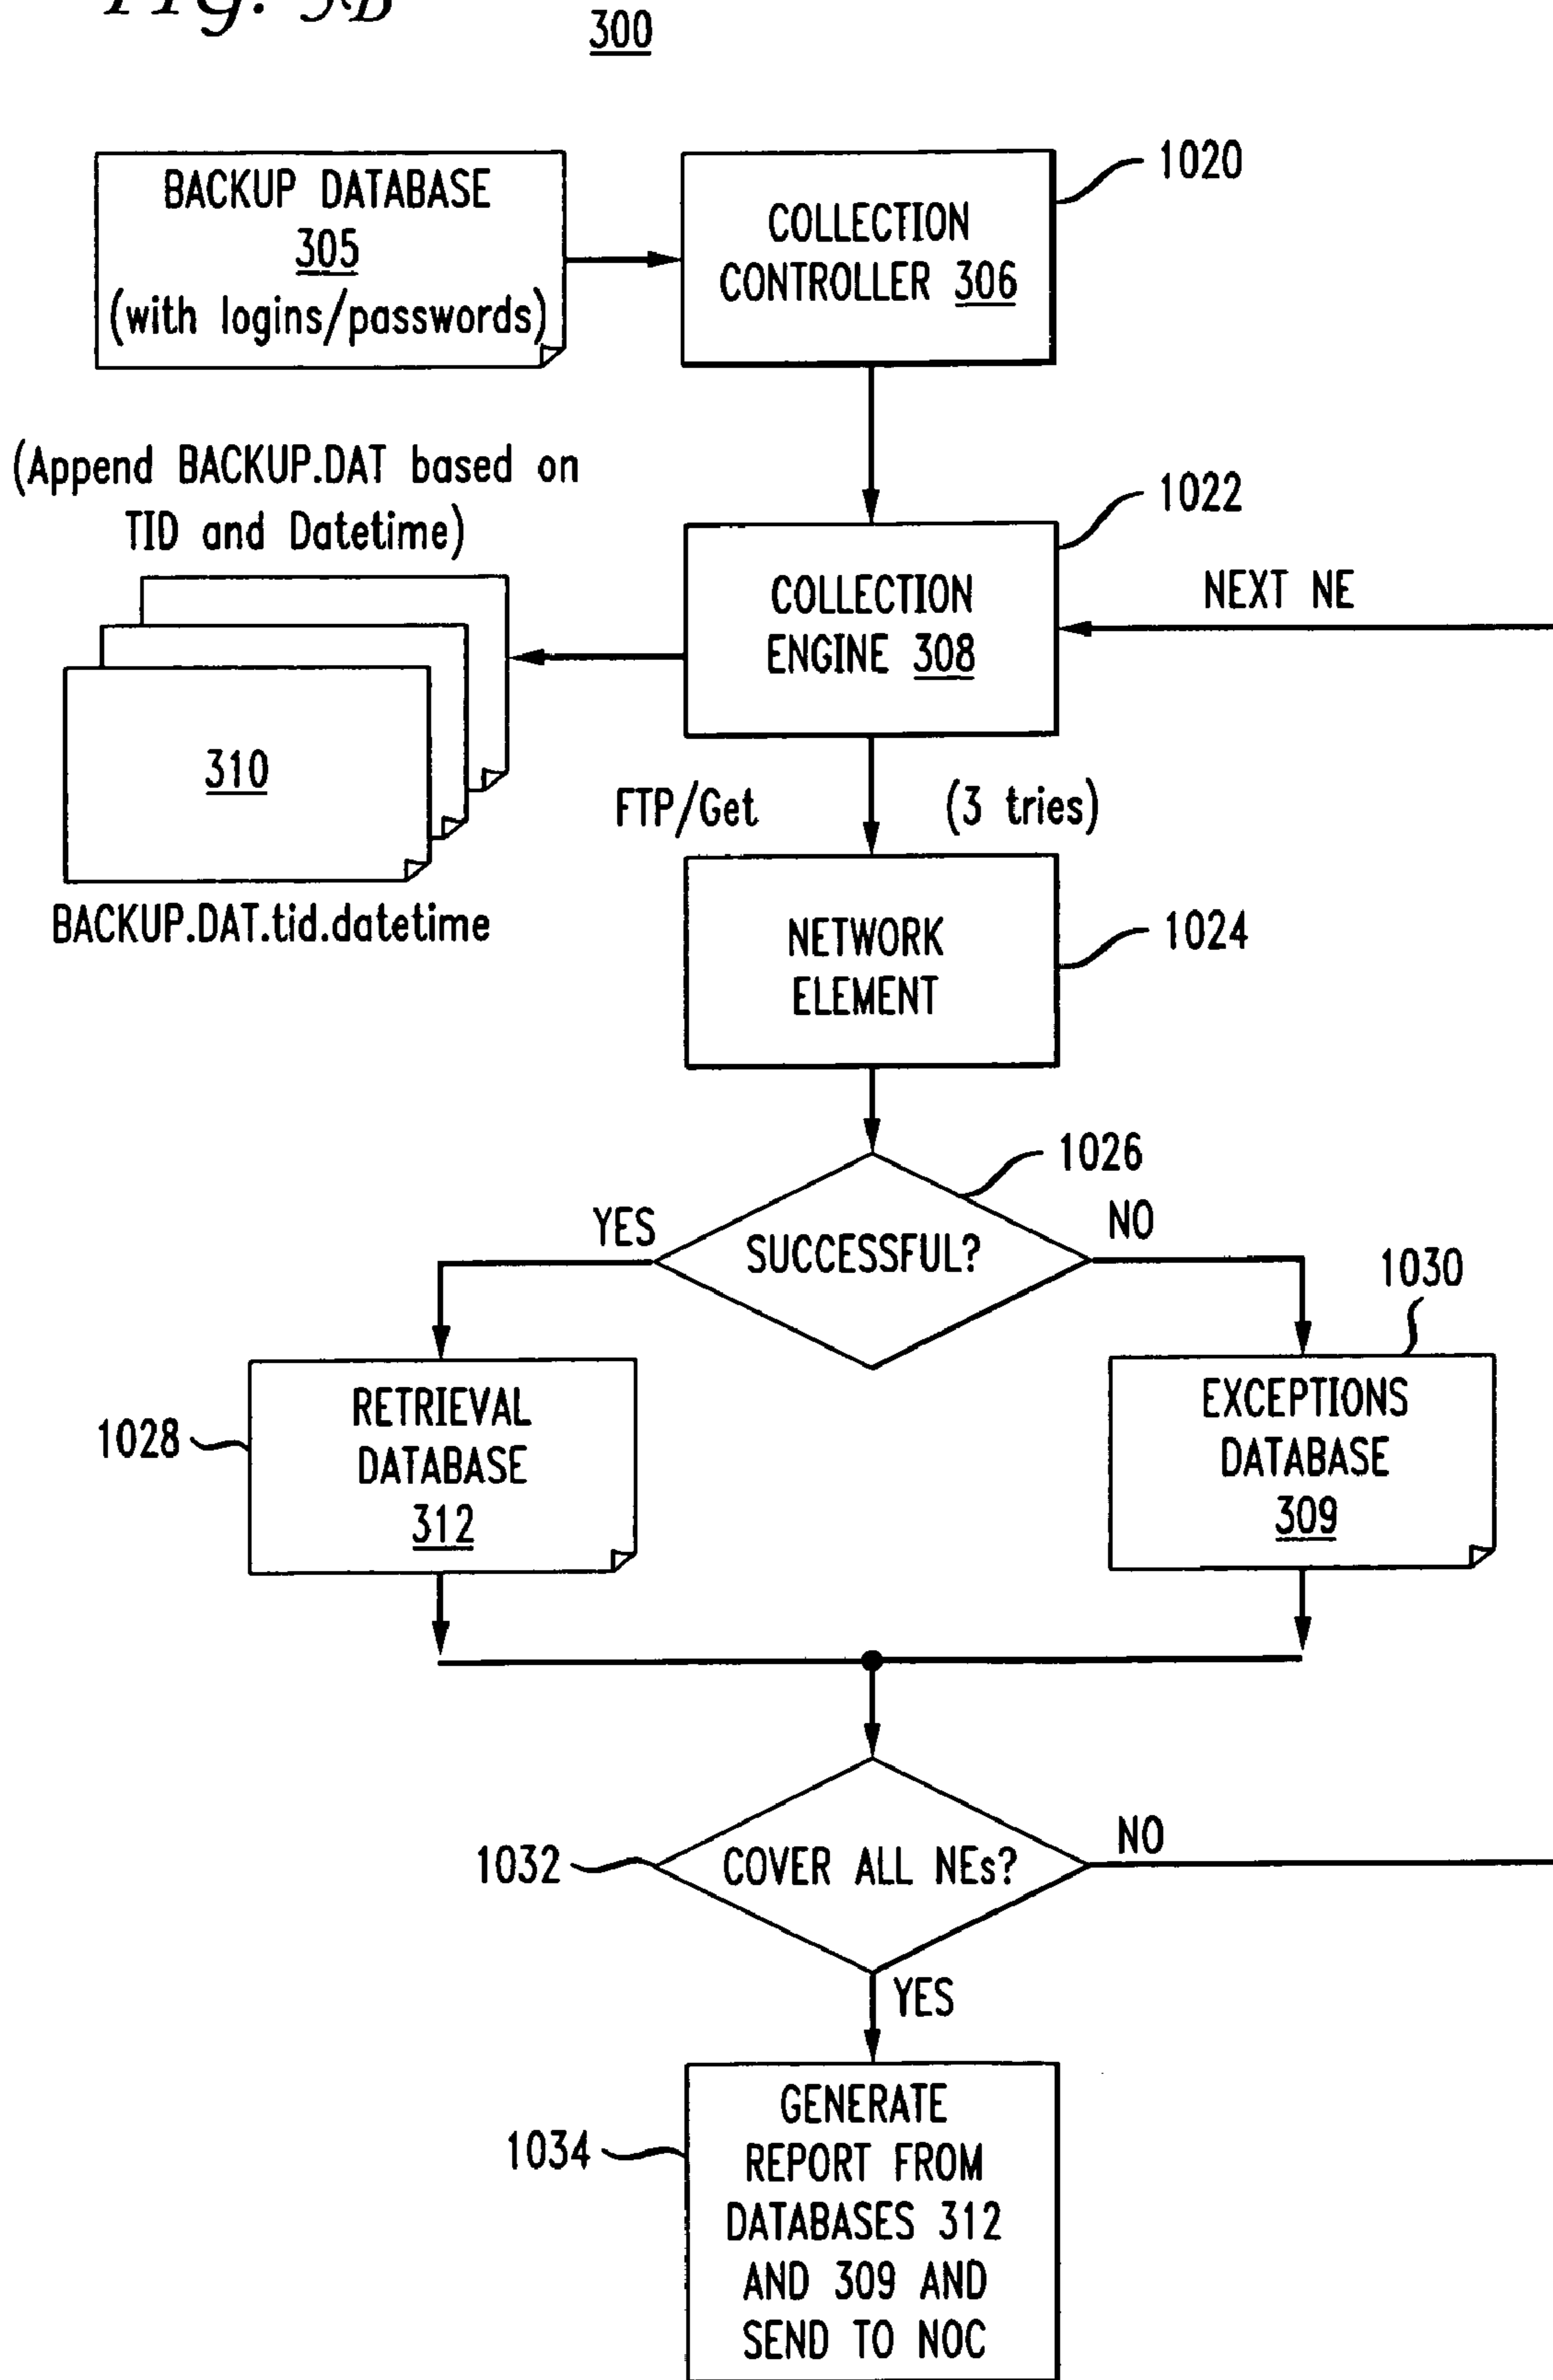 FIG. 3B
300
BACKUP DATABASE
305
(with logins/passwords)
COLLECTION
CONTROLLER 306
1020
(Append BACKUP.DAT based on
TID and Datetime)
1022
COLLECTION
ENGINE 308
NEXT NE
310
BACKUP.DAT.tid.datetime
FTP/Get
(3 tries)
NETWORK
ELEMENT
1024
1026
SUCCESSFUL?
YES
NO
1028
RETRIEVAL
DATABASE
312
1030
EXCEPTIONS
DATABASE
309
1032
COVER ALL NEs?
NO
YES
1034
GENERATE
REPORT FROM
DATABASES 312
AND 309 AND
SEND TO NOC